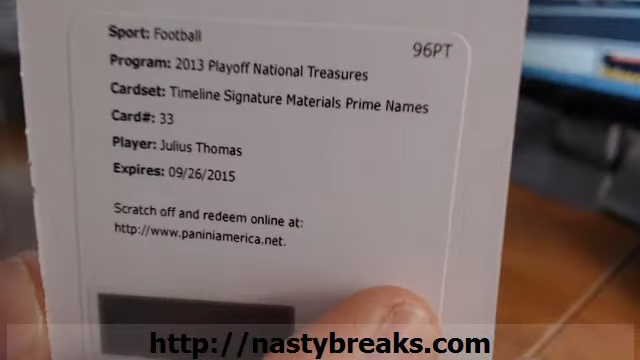 Sport: Football
96PT
Program: 2013 Playoff National Treasures
Cardset: Timeline Signature Materials Prime Names
Card#: 33
Player: Julius Thomas
Expires: 09/26/2015
Scratch off and redeem online at:
http://www.paniniamerica.net.
http://nastybreaks.com